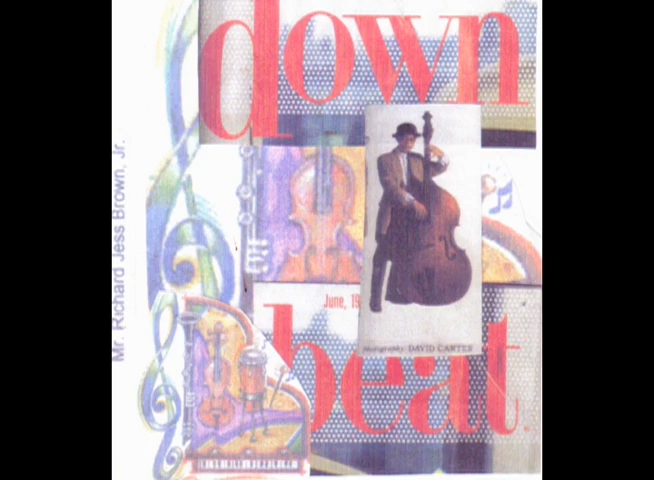 down
Mr. Richard Jess Brown, Jr.
June, 19
DAVID CARTER
beat.